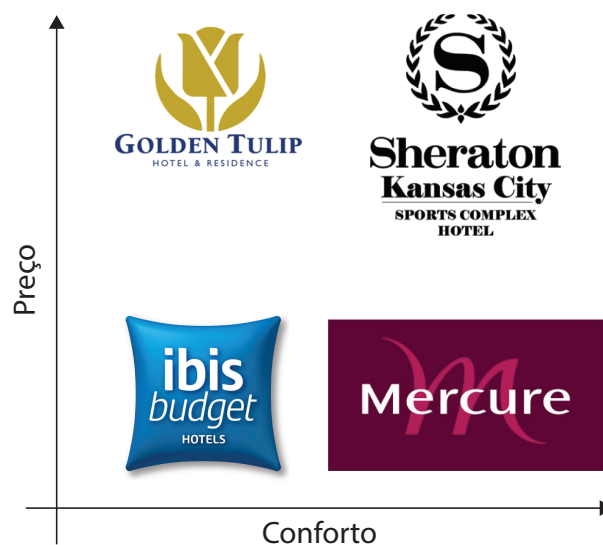 GOLDEN TULIP
HOTEL & RESIDENCE
S
Sheraton
Kansas City
SPORTS COMPLEX
HOTEL
Preço
ibis
budget
HOTELS
Mercure
Conforto